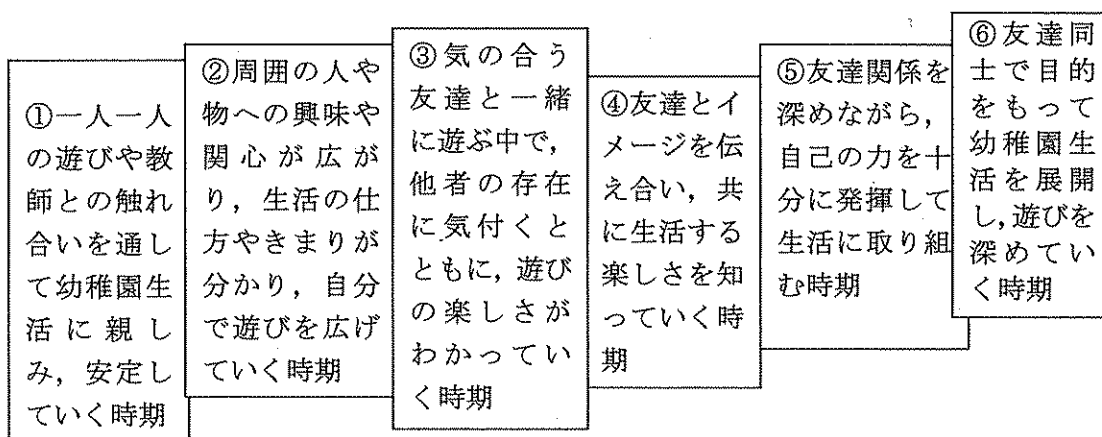 ①一人一人
の遊びや教
師との触れ
合いを通し
て幼稚園生
活に親し
み，安定し
ていく時期
②周囲の人や
物への興味や
関心が広が
り，生活の仕
方やきまりが
分かり，自分
で遊びを広げ
ていく時期
③気の合う
友達と一緒
に遊ぶ中で，
他者の存在
に気付くと
ともに，遊び
の楽しさが
わかってい
く時期
④友達とイ
メージを伝
え合い，共
に生活する
楽しさを知
っていく時
期
⑤友達関係を
深めながら，
自己の力を十
分に発揮して
生活に取り組
む時期
⑥友達同
士で目的
をもって
幼稚園生
活を展開
し，遊びを
深めてい
く時期